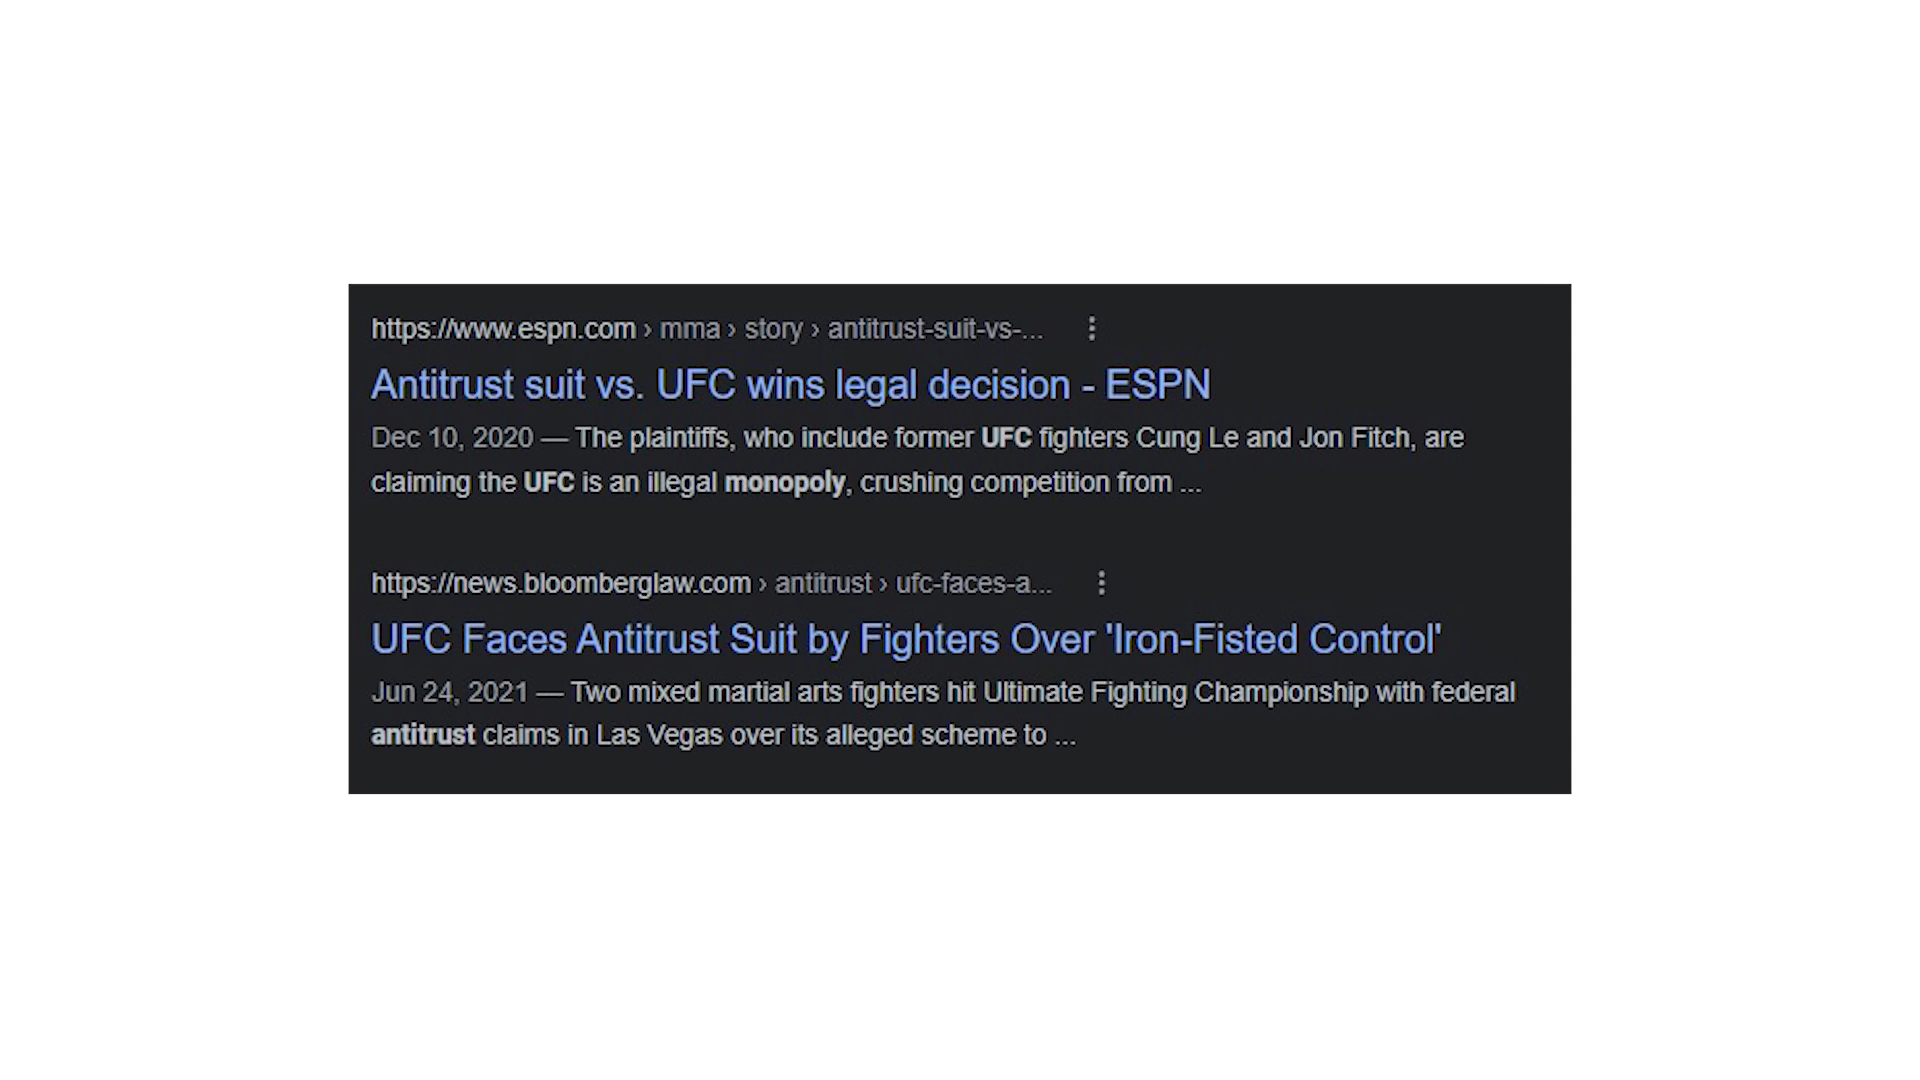 https://www.espn.com › mma › story › antitrust-suit-vs-...
Antitrust suit vs. UFC wins legal decision - ESPN
Dec 10, 2020 — The plaintiffs, who include former UFC fighters Cung Le and Jon Fitch, are
claiming the UFC is an illegal monopoly, crushing competition from ...
https://news.bloomberglaw.com › antitrust › ufc-faces-a...
UFC Faces Antitrust Suit by Fighters Over 'Iron-Fisted Control'
Jun 24, 2021 — Two mixed martial arts fighters hit Ultimate Fighting Championship with federal
antitrust claims in Las Vegas over its alleged scheme to ...